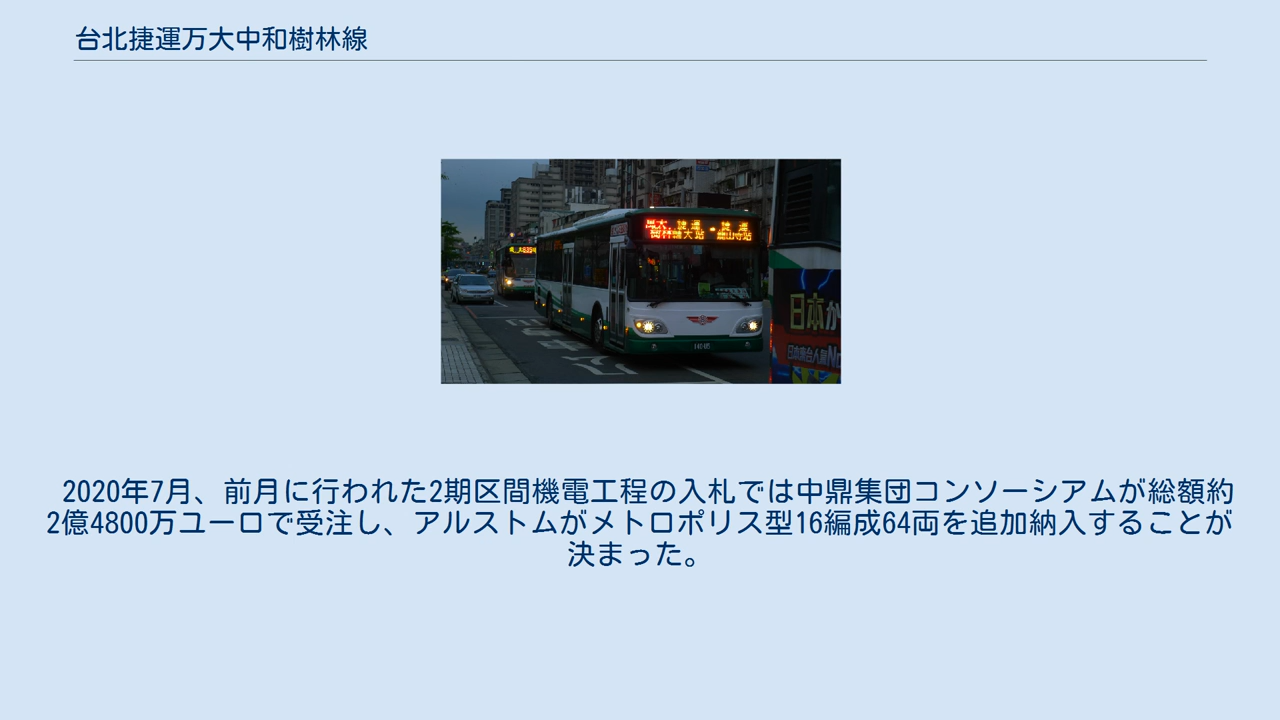 台北捷運万大中和樹林線
日本か
2020年7月、前月に行われた2期区間機電工程の入札では中鼎集団コンソーシアムが総額約
2億4800万ユーロで受注し、アルストムがメトロポリス型16編成64両を追加納入することが
決まった。